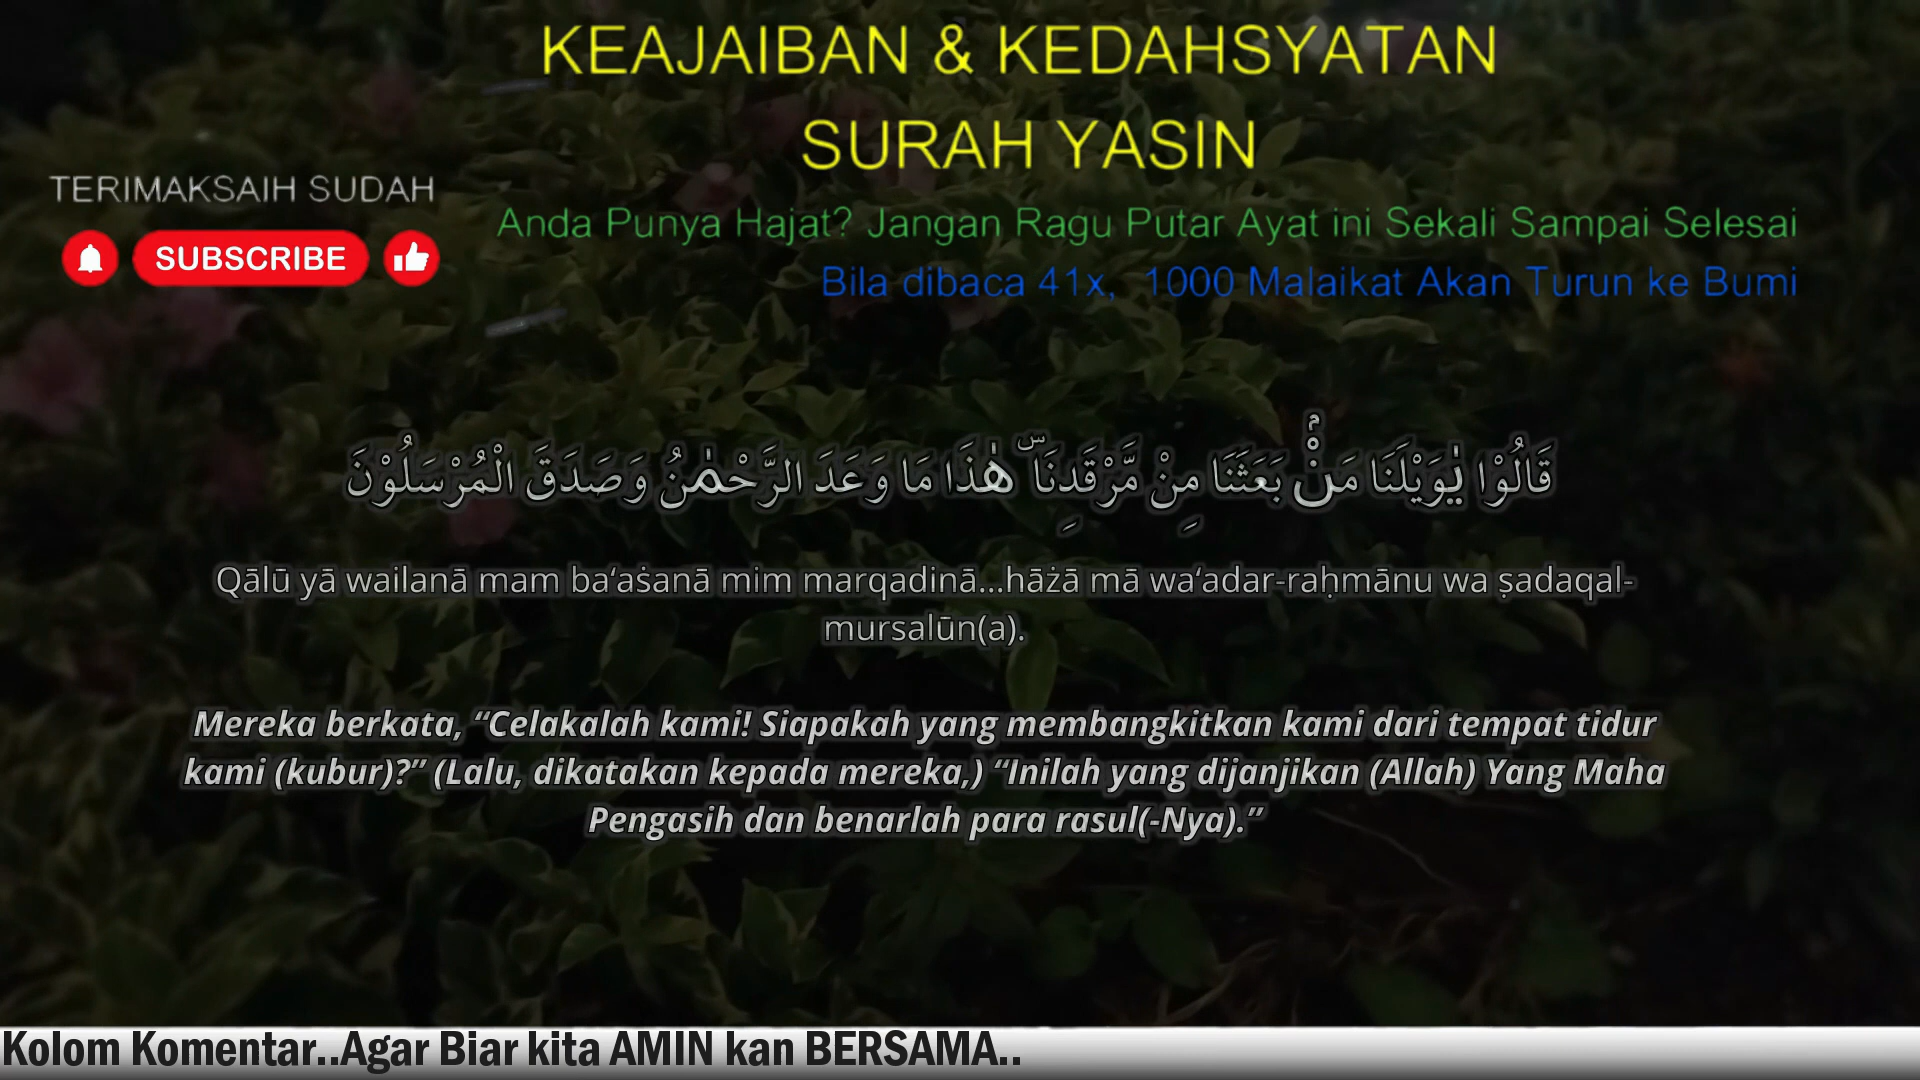 KEAJAIBAN & KEDAHSYATAN
SURAH YASIN
TERIMAKSAIH SUDAH
SUBSCRIBE
Anda Punya Hajat? Jangan Ragu Putar Ayat ini Sekali Sampai Selesai
Bila dibaca 41x, 1000 Malaikat Akan Turun ke Bumi
قَالُوْا يٰوَيْلَنَا مَنْۢ بَعَثَنَا مِنْ مَّرْقَدِنَا ۜهٰذَا مَا وَعَدَ الرَّحْمٰنُ وَصَدَقَ الْمُرْسَلُوْنَ
Qālū yā wailanā mam ba‘aṡanā mim marqadinā...hāżā mā wa‘adar-raḥmānu wa ṣadaqal-
mursalūn(a).
Mereka berkata, “Celakalah kami! Siapakah yang membangkitkan kami dari tempat tidur
kami (kubur)?” (Lalu, dikatakan kepada mereka,) “Inilah yang dijanjikan (Allah) Yang Maha
Pengasih dan benarlah para rasul(-Nya).”
Kolom Komentar..Agar Biar kita AMIN kan BERSAMA..